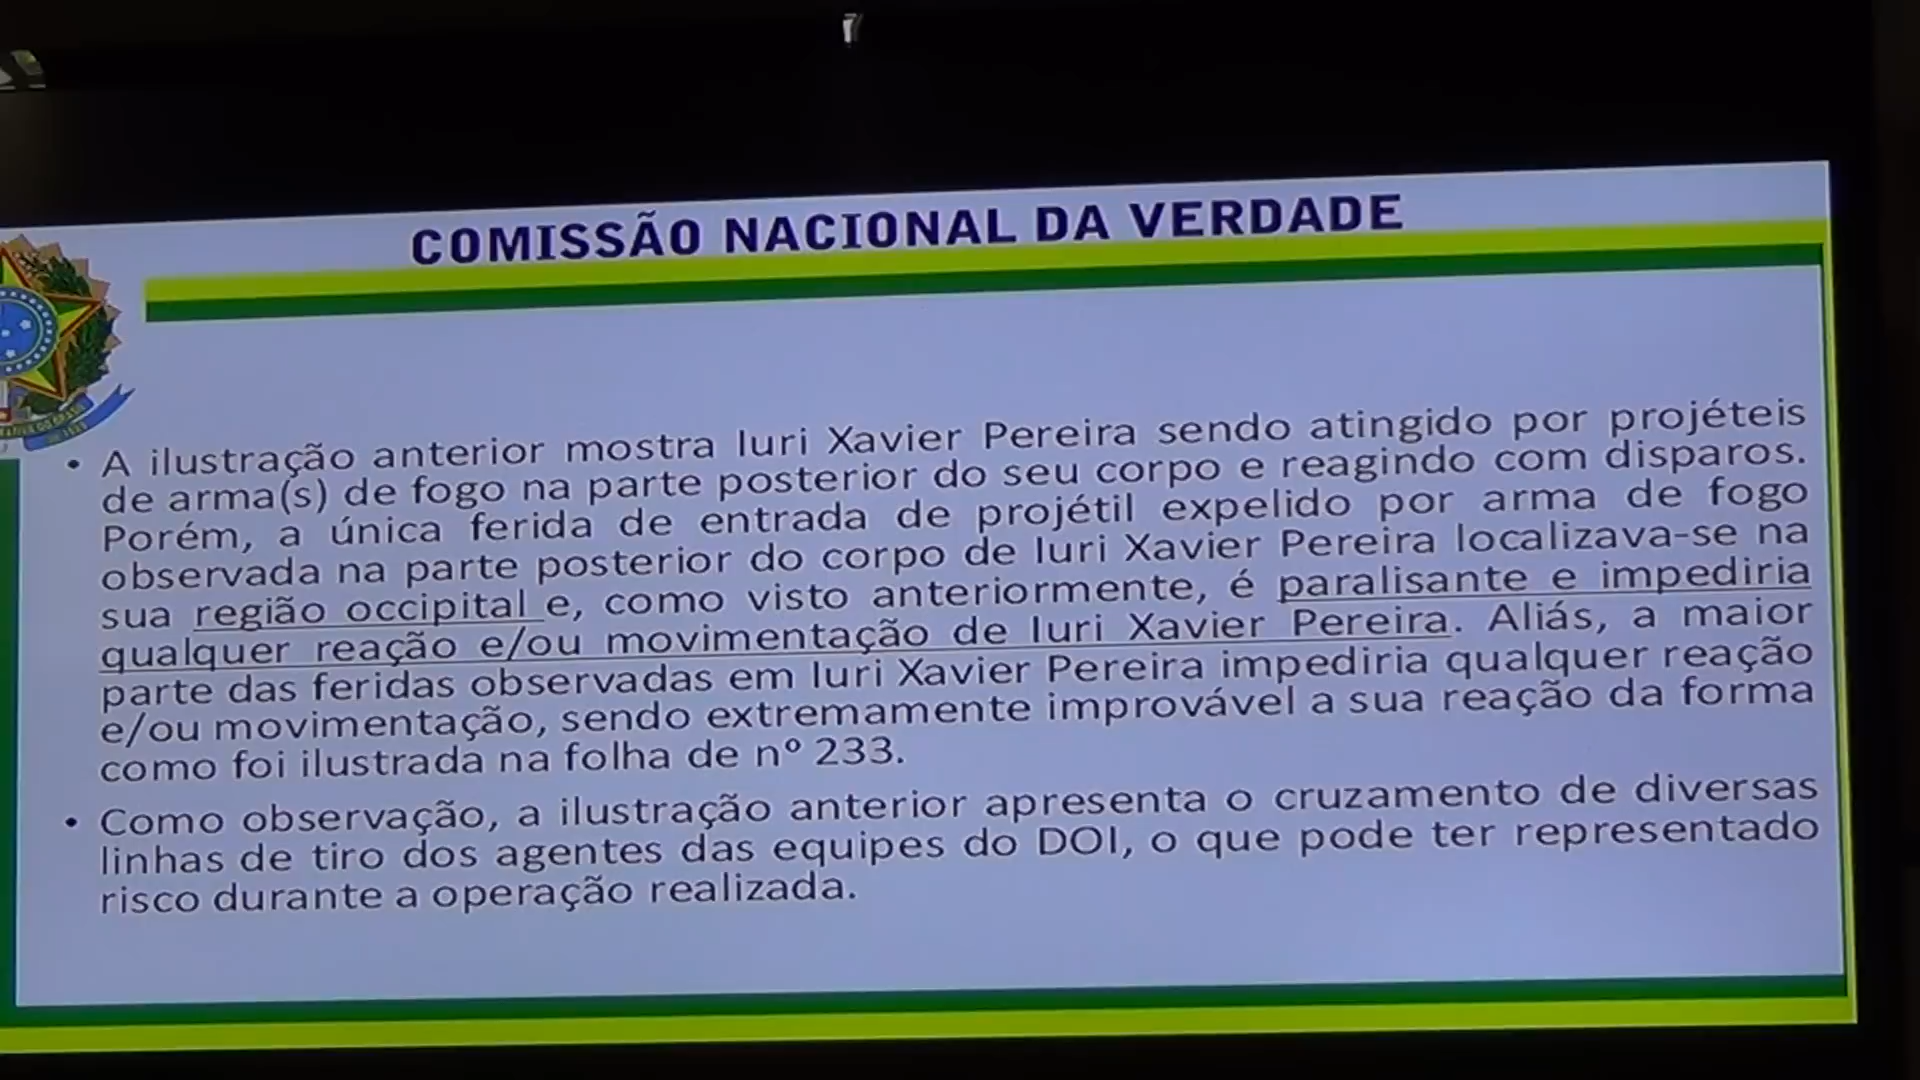 COMISSÃO NACIONAL DA VERDADE
• A ilustração anterior mostra Iuri Xavier Pereira sendo atingido por projéteis
de arma(s) de fogo na parte posterior do seu corpo e reagindo com disparos.
Porém, a única ferida de entrada de projétil expelido por arma de fogo
observada na parte posterior do corpo de Iuri Xavier Pereira localizava-se na
sua região occipital e, como visto anteriormente, é paralisante e impediria
qualquer reação e/ou movimentação de Iuri Xavier Pereira. Aliás, a maior
parte das feridas observadas em Iuri Xavier Pereira impediria qualquer reação
e/ou movimentação, sendo extremamente improvável a sua reação da forma
como foi ilustrada na folha de nº 233.
• Como observação, a ilustração anterior apresenta o cruzamento de diversas
linhas de tiro dos agentes das equipes do DOI, o que pode ter representado
risco durante a operação realizada.